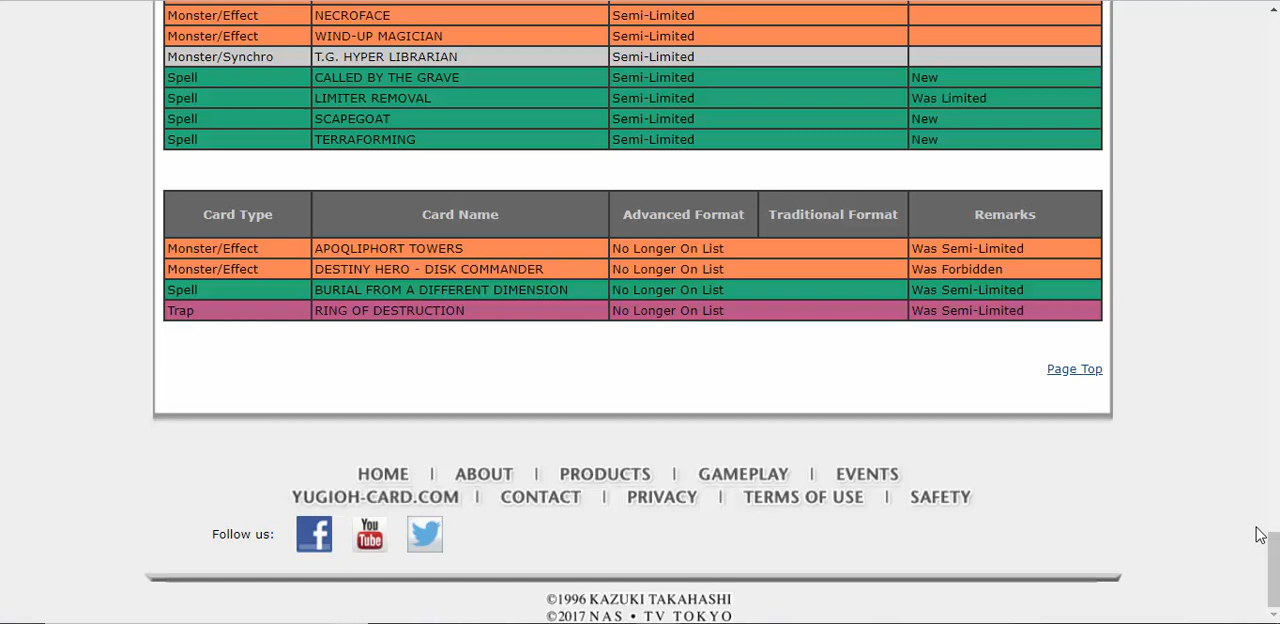 Monster/Effect NECROFACE Semi-Limited
Monster/Effect WIND-UP MAGICIAN Semi-Limited
Monster/Synchro T.G. HYPER LIBRARIAN Semi-Limited
Spell CALLED BY THE GRAVE Semi-Limited New
Spell LIMITER REMOVAL Semi-Limited Was Limited
Spell SCAPEGOAT Semi-Limited New
Spell TERRAFORMING Semi-Limited New
Card Type Card Name Advanced Format Traditional Format Remarks
Monster/Effect APOQLIPHORT TOWERS No Longer On List Was Semi-Limited
Monster/Effect DESTINY HERO - DISK COMMANDER No Longer On List Was Forbidden
Spell BURIAL FROM A DIFFERENT DIMENSION No Longer On List Was Semi-Limited
Trap RING OF DESTRUCTION No Longer On List Was Semi-Limited
Page Top
HOME | ABOUT | PRODUCTS | GAMEPLAY | EVENTS
YUGIOH-CARD.COM | CONTACT | PRIVACY | TERMS OF USE | SAFETY
Follow us: f You Tube
©1996 KAZUKI TAKAHASHI
©2017 NAS • TV TOKYO